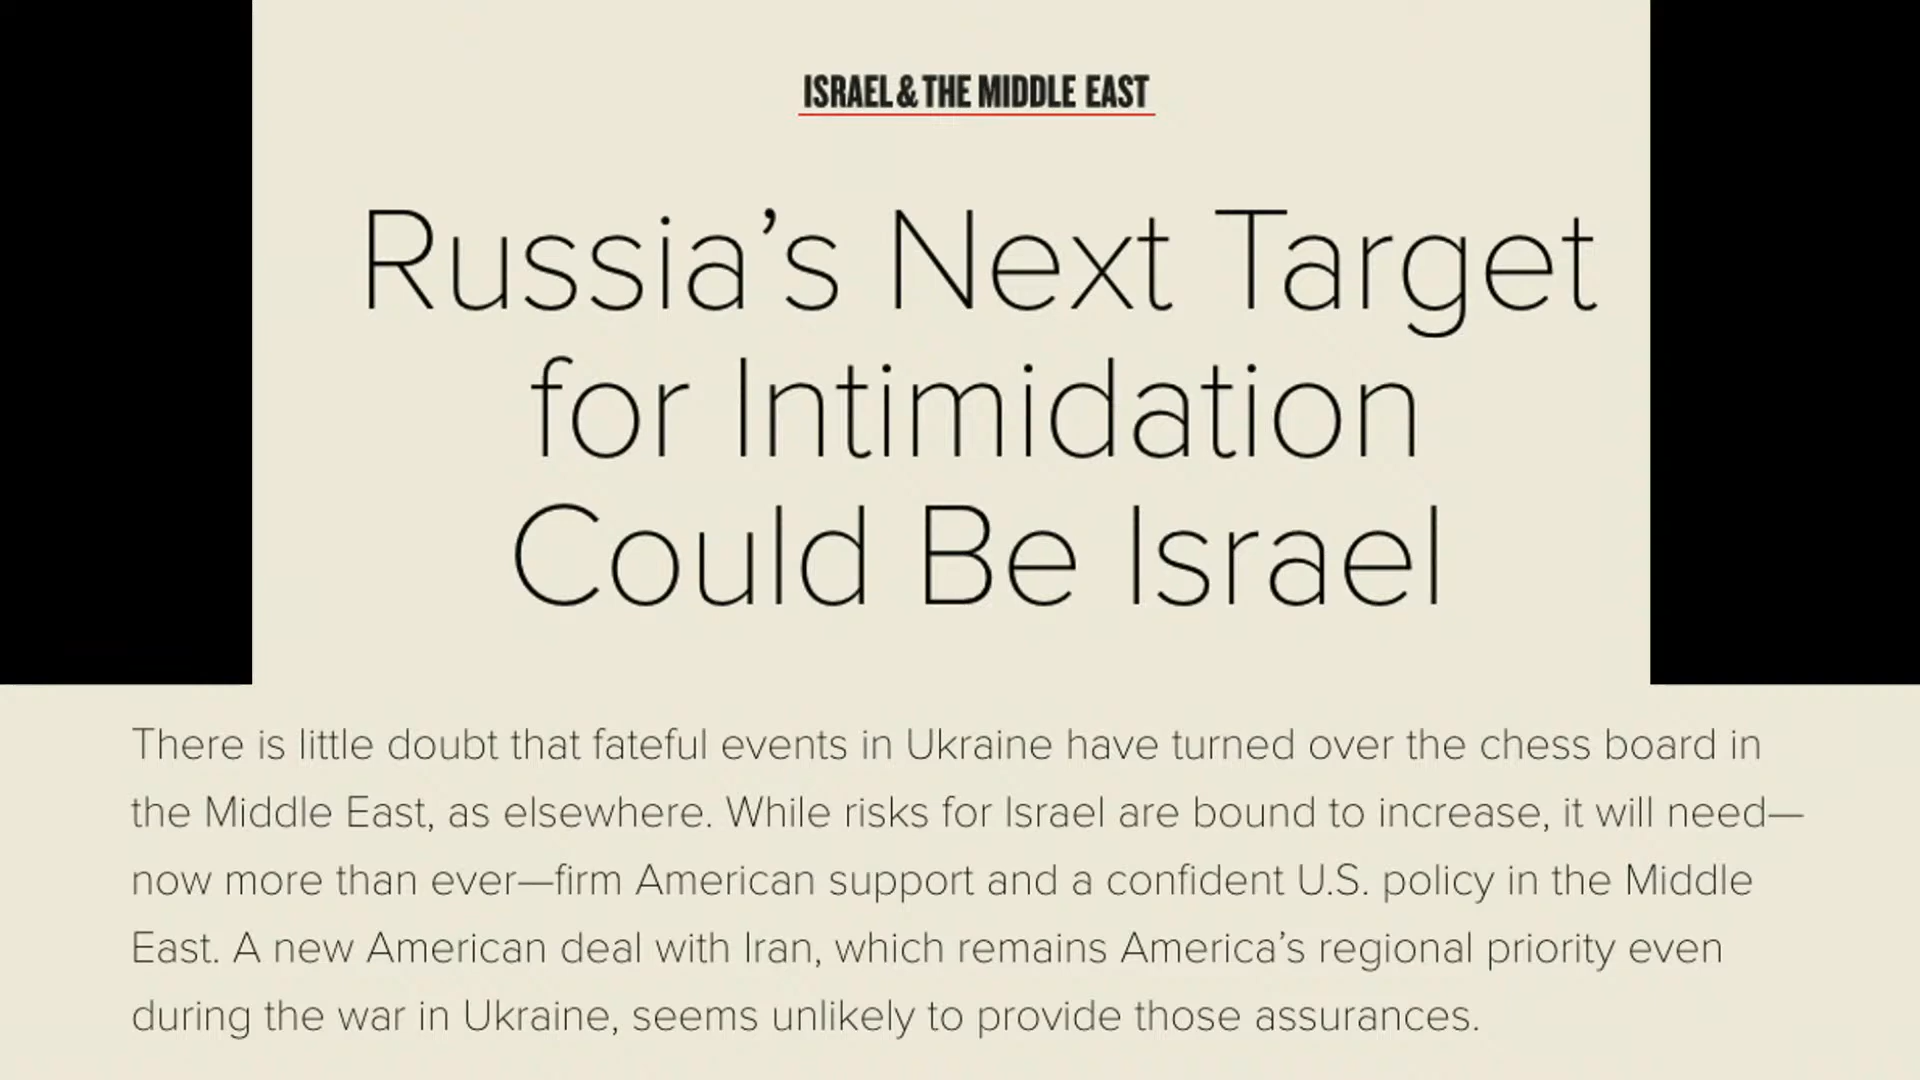 ISRAEL & THE MIDDLE EAST
Russia’s Next Target
for Intimidation
Could Be Israel
There is little doubt that fateful events in Ukraine have turned over the chess board in
the Middle East, as elsewhere. While risks for Israel are bound to increase, it will need—
now more than ever—firm American support and a confident U.S. policy in the Middle
East. A new American deal with Iran, which remains America’s regional priority even
during the war in Ukraine, seems unlikely to provide those assurances.